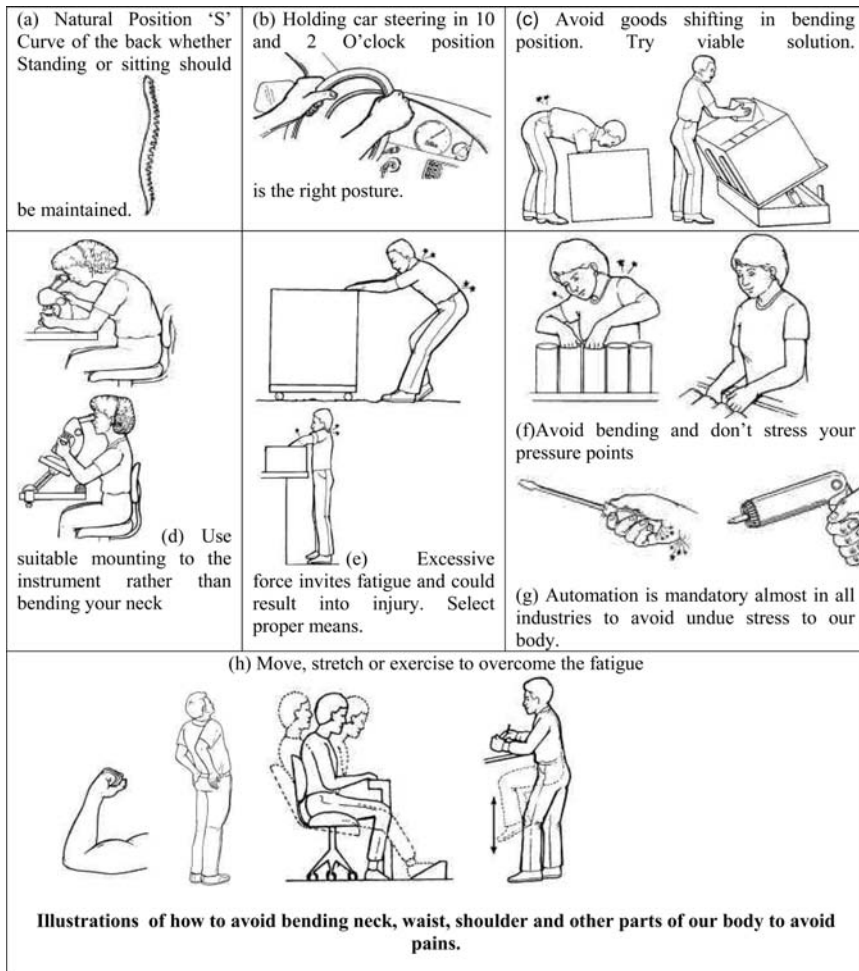 (a) Natural Position ‘S’
Curve of the back whether
Standing or sitting should
be maintained.
(b) Holding car steering in 10
and 2 O’clock position
is the right posture.
(c) Avoid goods shifting in bending
position. Try viable solution.
(d) Use
suitable mounting to the
instrument rather than
bending your neck
(e) Excessive
force invites fatigue and could
result into injury. Select
proper means.
(f)Avoid bending and don’t stress your
pressure points
(g) Automation is mandatory almost in all
industries to avoid undue stress to our
body.
(h) Move, stretch or exercise to overcome the fatigue
Illustrations of how to avoid bending neck, waist, shoulder and other parts of our body to avoid
pains.